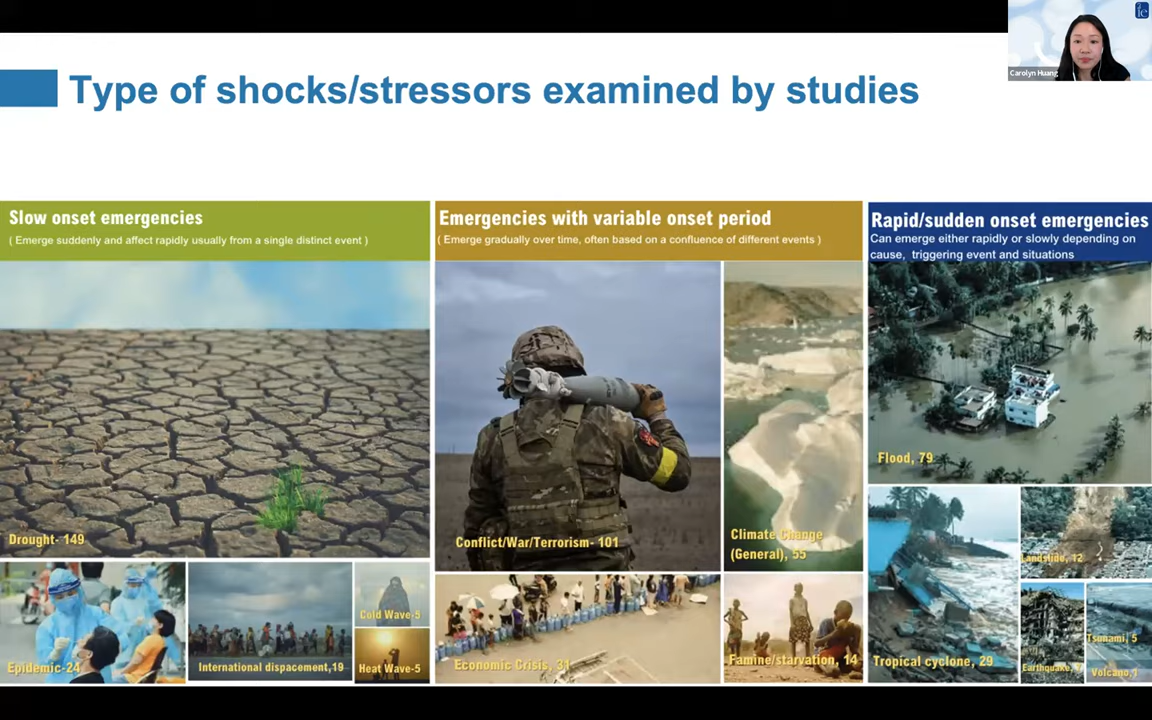 Carolyn Huang
fe
Type of shocks/stressors examined by studies
Slow onset emergencies
( Emerge suddenly and affect rapidly usually from a single distinct event )
Emergencies with variable onset period
( Emerge gradually over time, often based on a confluence of different events )
Rapid/sudden onset emergencies
Can emerge either rapidly or slowly depending on
cause, triggering event and situations
Drought- 149
Conflict/War/Terrorism- 101
Climate Change
(General), 55
Flood, 79
Epidemic-24
International dispacement,19
Cold Wave-5
Heat Wave-5
Economic Crisis, 31
Famine/starvation, 14
Tropical cyclone, 29
Landslide, 12
Earthquake,
Tsunami, 5
Volcano,